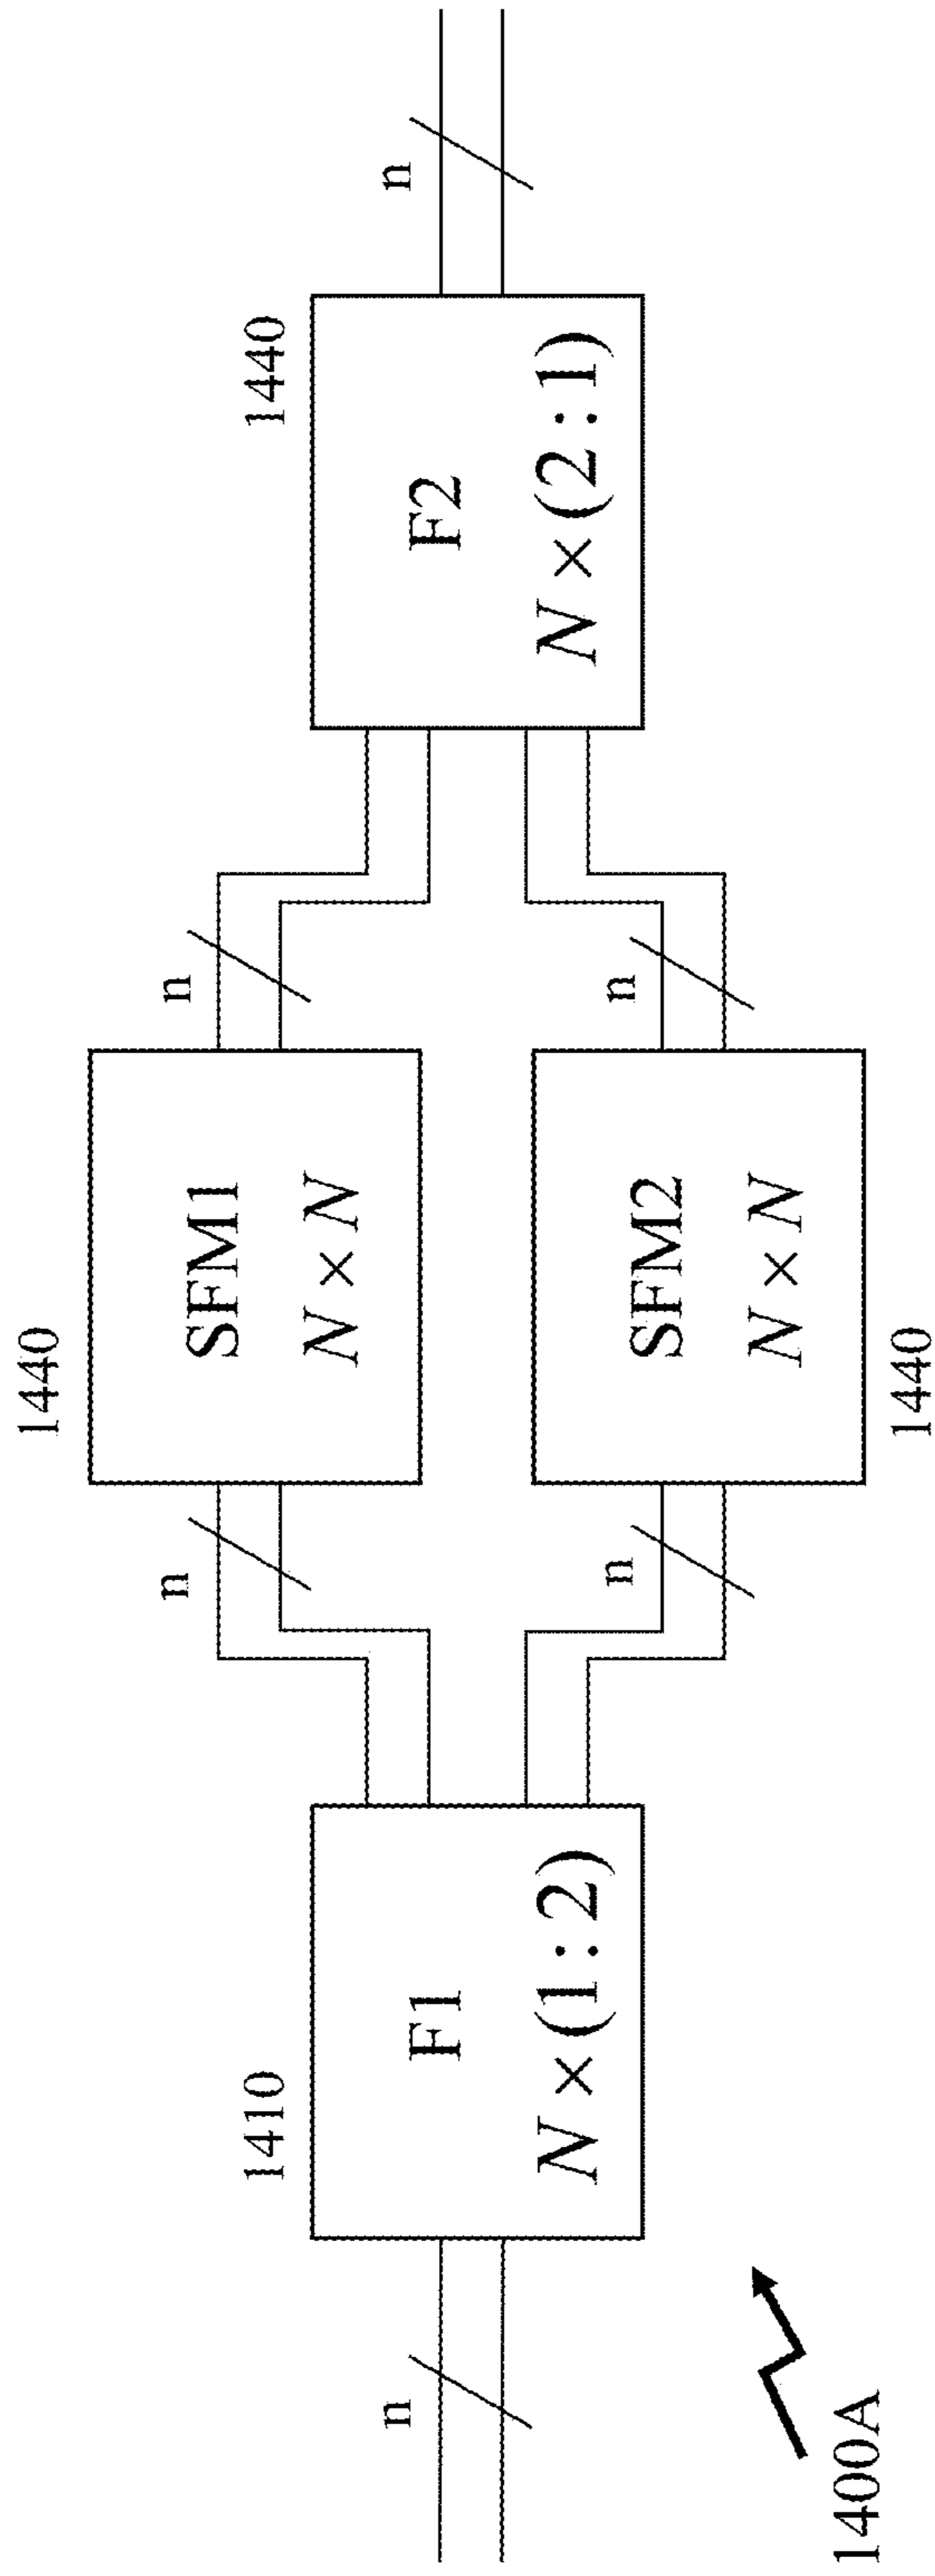 1410
F1
N × (1 : 2)
n
n
n
1440
SFM1
N × N
SFM2
N × N
1440
n
n
1440
F2
N × (2 : 1)
n
1400A